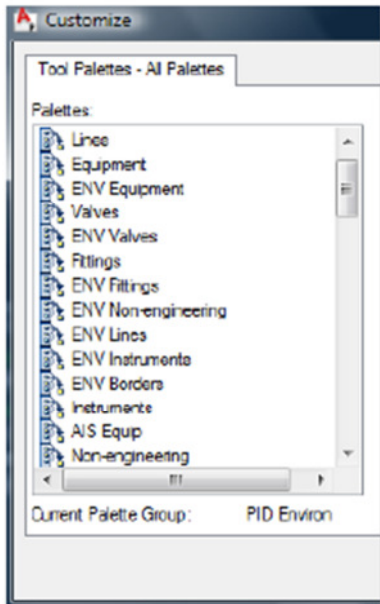 Customize
Tool Palettes - All Palettes
Palettes:
Lines
Equipment
ENV Equipment
Valves
ENV Valves
Fittings
ENV Fittings
ENV Non-engineering
ENV Lines
ENV Instruments
ENV Borders
Instruments
AIS Equip
Non-engineering
Current Palette Group: PID Environ